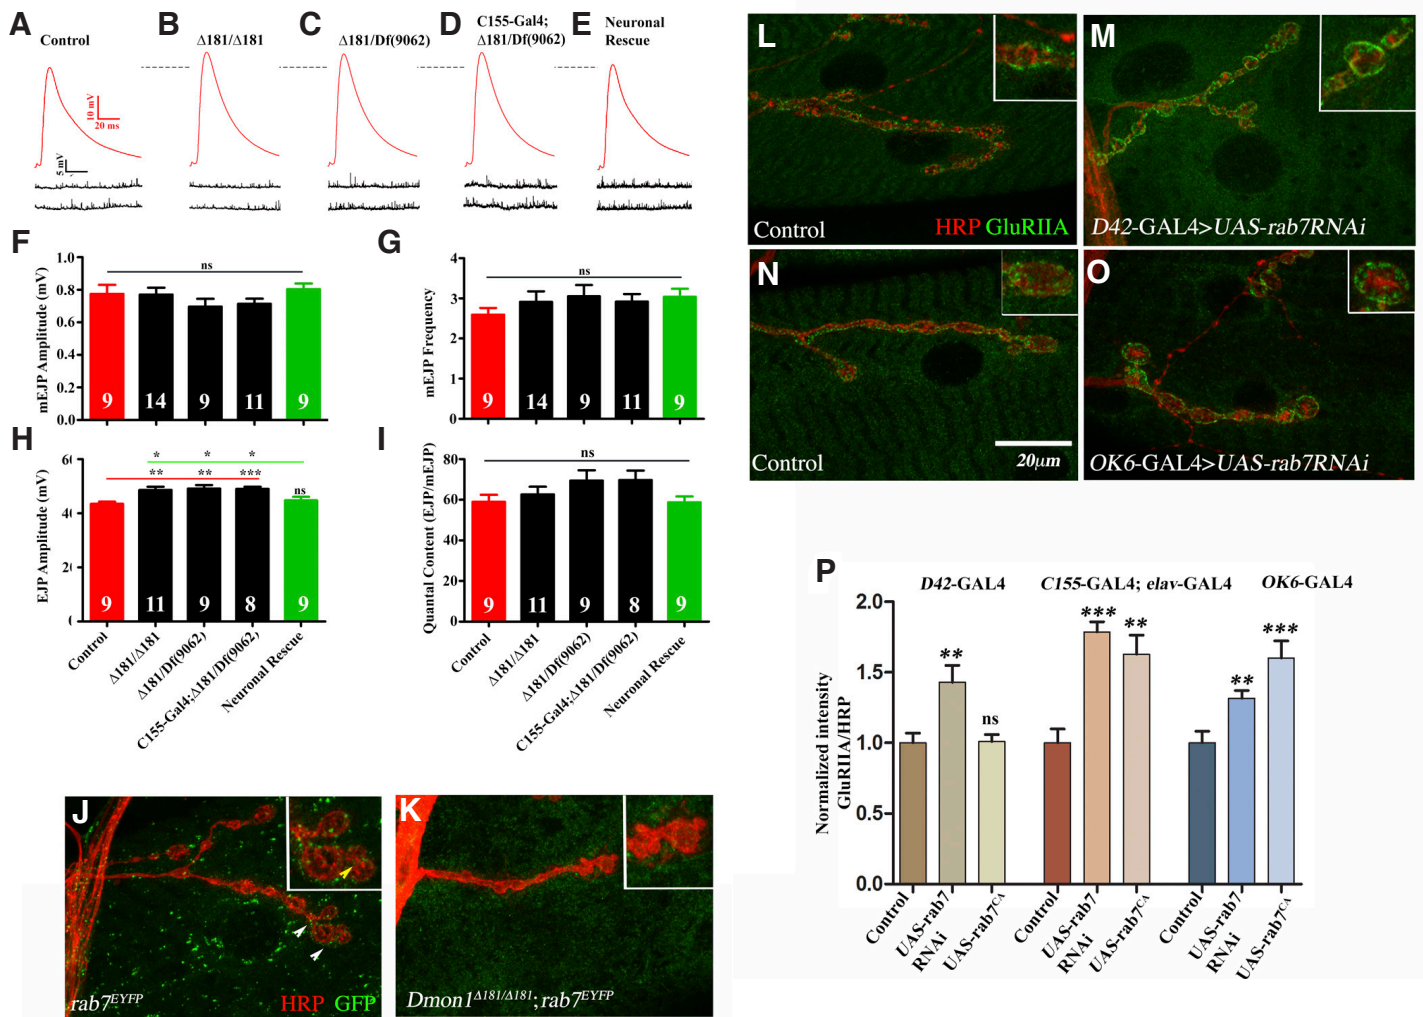 A
Control
B
Δ181/Δ181
C
Δ181/Df(9062)
D
C155-Gal4;
Δ181/Df(9062)
E
Neuronal
Rescue
10 mV
20 ms
5 mV
F
mEJP Amplitude (mV)
1.0
0.8
0.6
0.4
0.2
0.0
ns
9
14
9
11
9
G
mEJP Frequency
4
3
2
1
0
ns
9
14
9
11
9
H
EJP Amplitude (mV)
* * *
** ** ***
ns
9
11
9
8
9
Control
Δ181/Δ181
Δ181/Df(9062)
C155-Gal4;Δ181/Df(9062)
Neuronal Rescue
I
Quantal Content (EJP/mEJP)
80
60
40
20
0
ns
9
11
9
8
9
Control
Δ181/Δ181
Δ181/Df(9062)
C155-Gal4;Δ181/Df(9062)
Neuronal Rescue
J
rab7EYFP
HRP GFP
K
Dmon1Δ181/Δ181;rab7EYFP
L
Control
HRP GluRIIA
M
D42-GAL4>UAS-rab7RNAi
N
Control
20μm
O
OK6-GAL4>UAS-rab7RNAi
P
D42-GAL4
C155-GAL4; elav-GAL4
OK6-GAL4
Normalized intensity
GluRIIA/HRP
2.0
1.5
1.0
0.5
0.0
**
ns
***
**
**
***
Control
UAS-rab7
RNAi
UAS-rab7CA
Control
UAS-rab7
RNAi
UAS-rab7CA
Control
UAS-rab7
RNAi
UAS-rab7CA